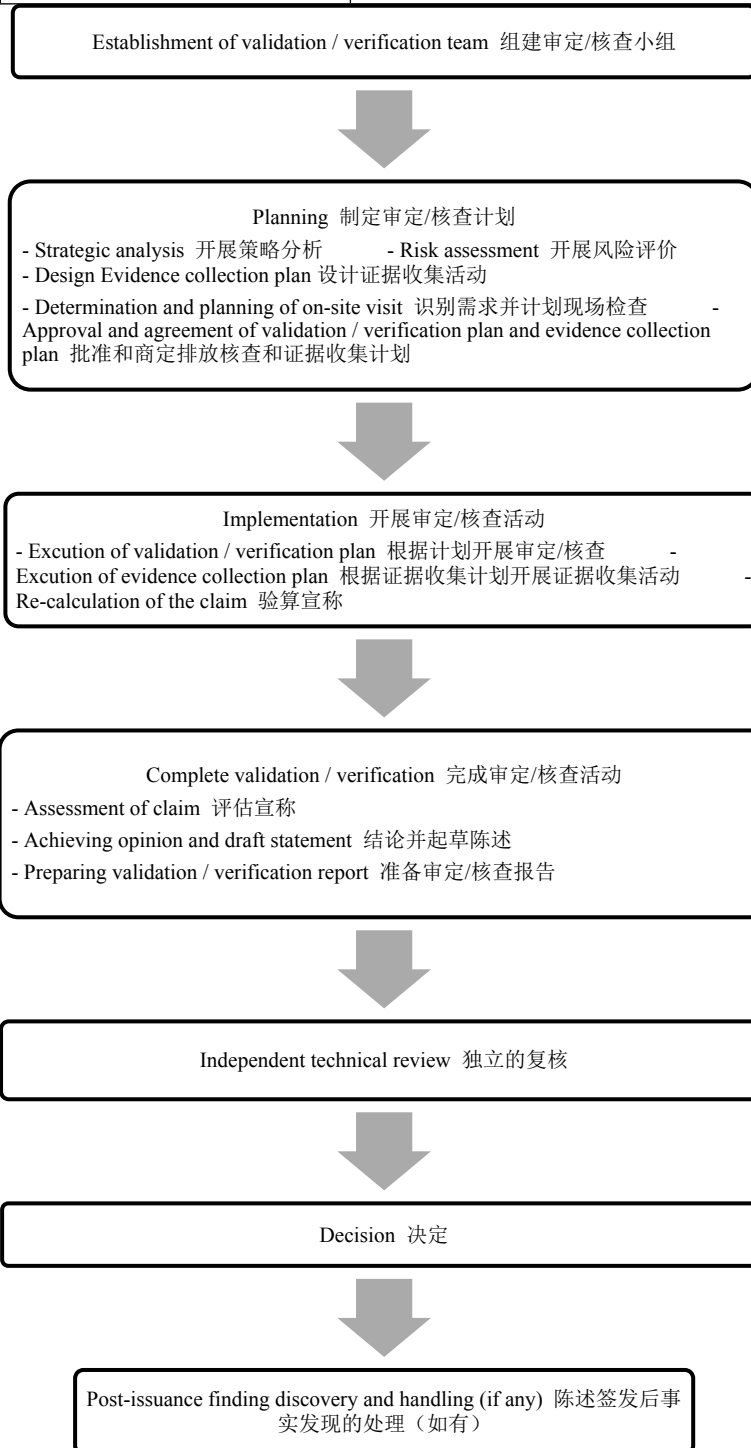 Establishment of validation / verification team 组建审定/核查小组
Planning 制定审定/核查计划
- Strategic analysis 开展策略分析 - Risk assessment 开展风险评价
- Design Evidence collection plan 设计证据收集活动
- Determination and planning of on-site visit 识别需求并计划现场检查 -
Approval and agreement of validation / verification plan and evidence collection
plan 批准和商定排放核查和证据收集计划
Implementation 开展审定/核查活动
- Excution of validation / verification plan 根据计划开展审定/核查 -
Excution of evidence collection plan 根据证据收集计划开展证据收集活动 -
Re-calculation of the claim 验算宣称
Complete validation / verification 完成审定/核查活动
- Assessment of claim 评估宣称
- Achieving opinion and draft statement 结论并起草陈述
- Preparing validation / verification report 准备审定/核查报告
Independent technical review 独立的复核
Decision 决定
Post-issuance finding discovery and handling (if any) 陈述签发后事
实发现的处理（如有）